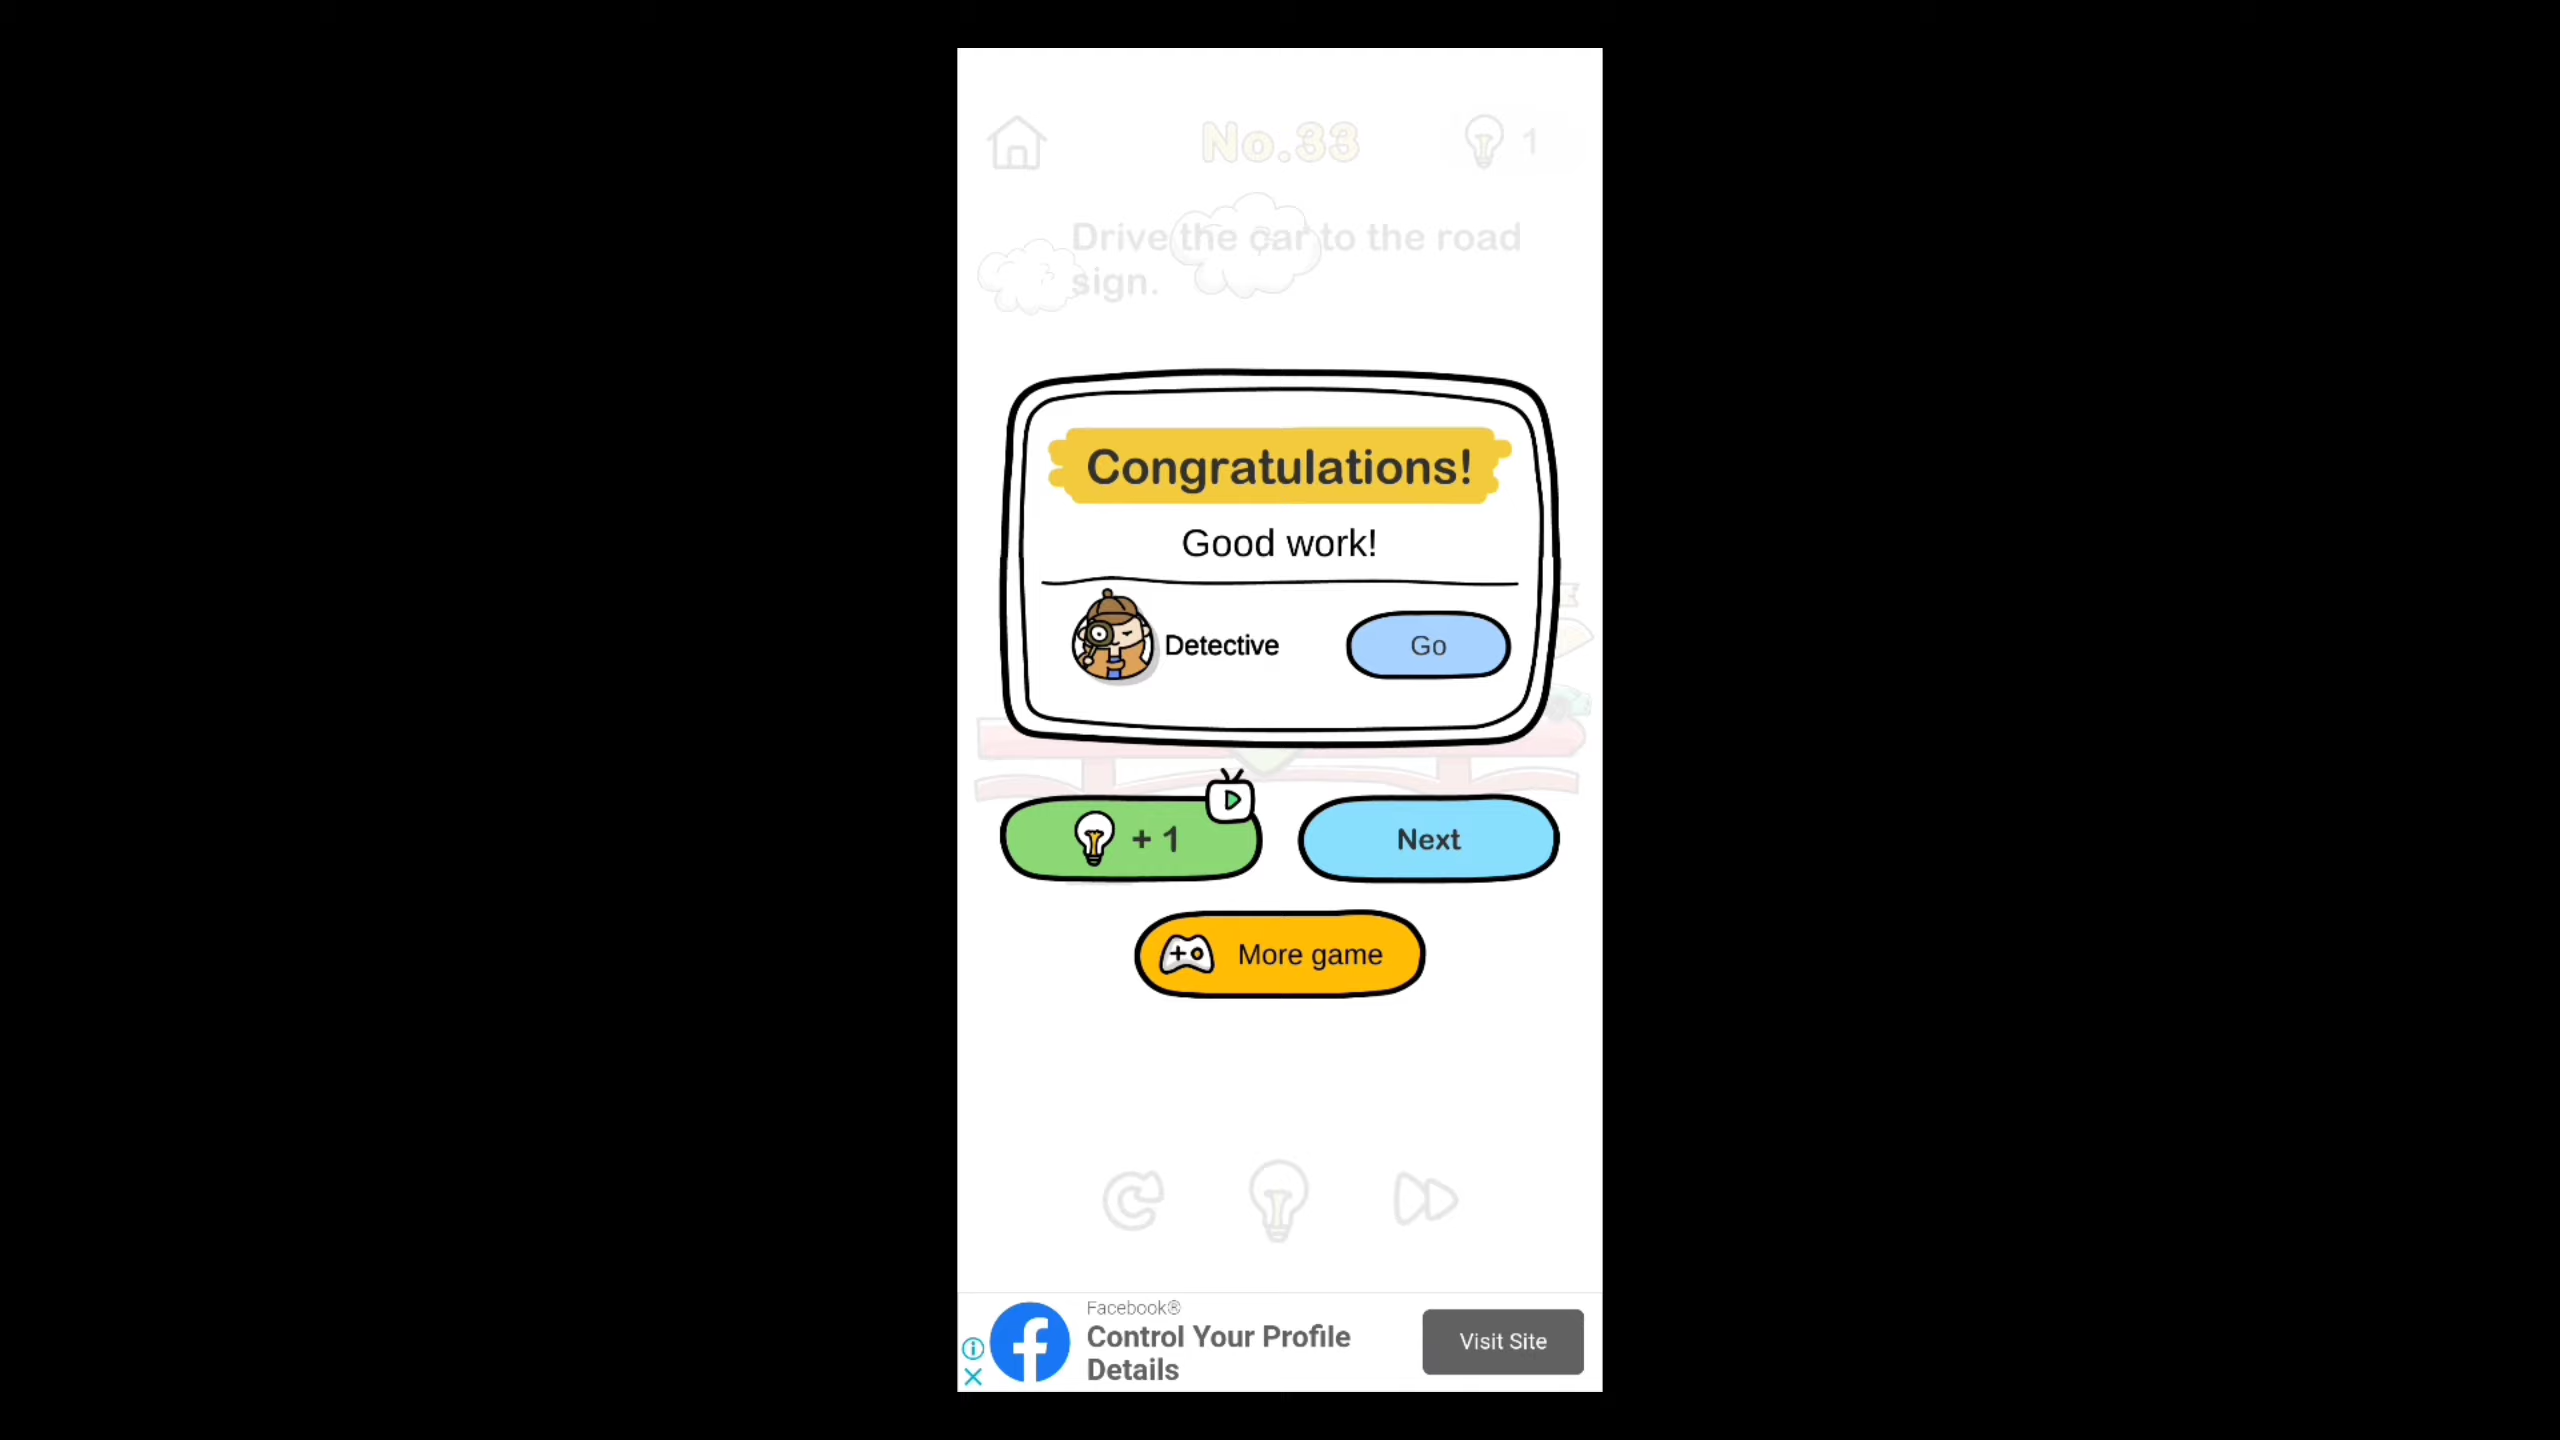 No.33
1
Drive the car to the road
sign.
Congratulations!
Good work!
Detective
Go
+ 1
Next
More game
Facebook®
Control Your Profile
Details
Visit Site